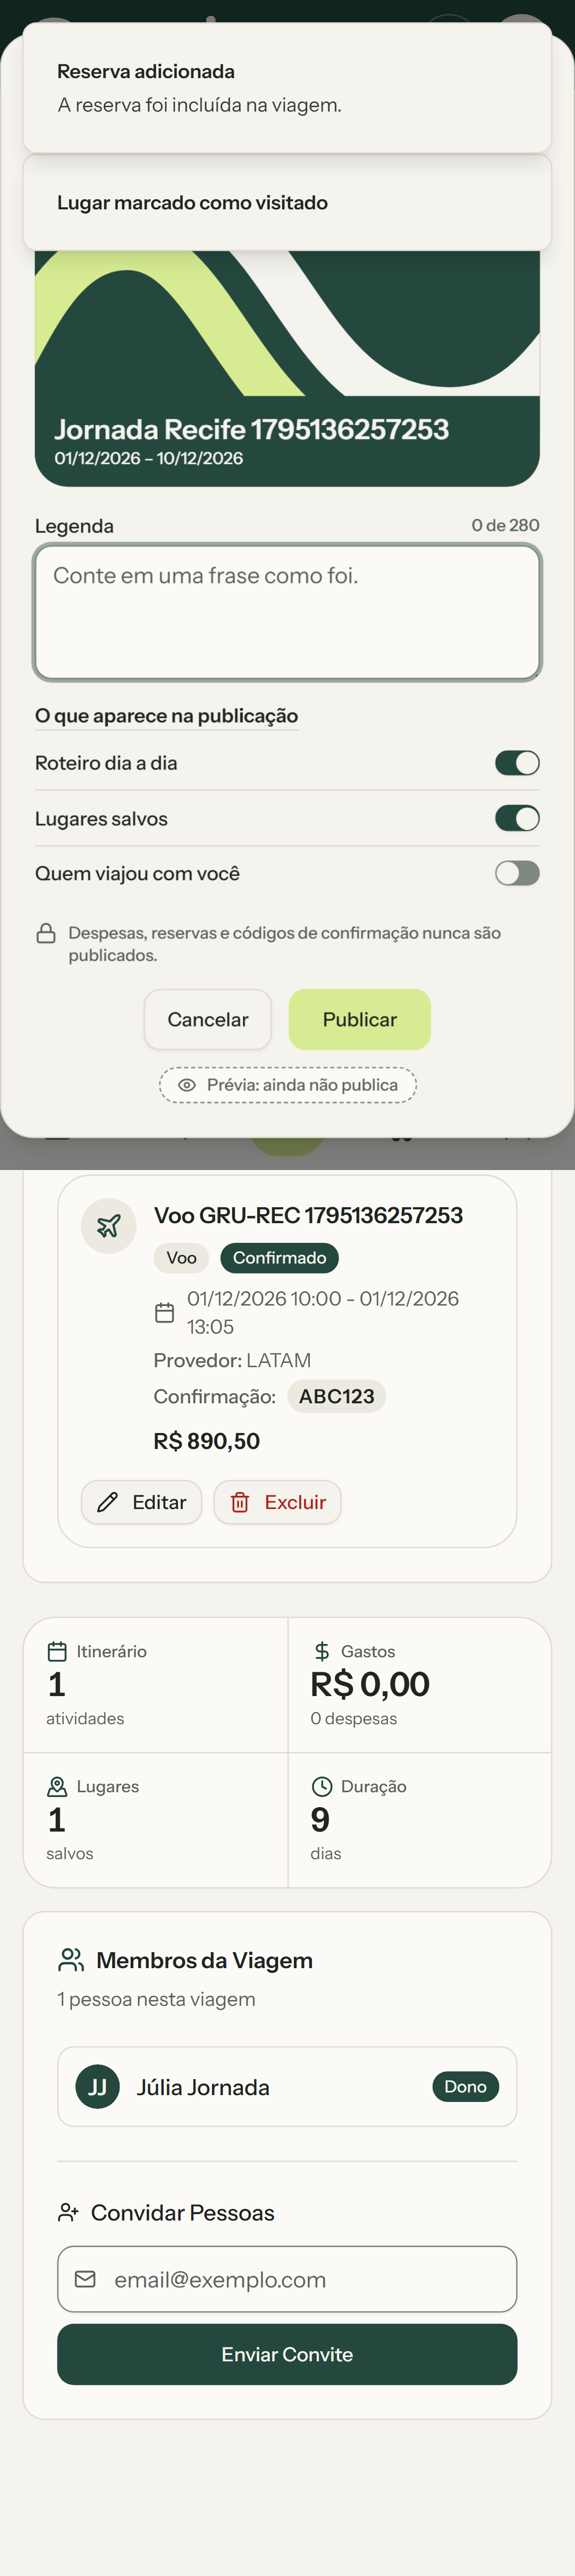 Reserva adicionada
A reserva foi incluída na viagem.
Lugar marcado como visitado
Jornada Recife 1795136257253
01/12/2026 – 10/12/2026
Legenda
0 de 280
Conte em uma frase como foi.
O que aparece na publicação
Roteiro dia a dia
Lugares salvos
Quem viajou com você
Despesas, reservas e códigos de confirmação nunca são
publicados.
Cancelar
Publicar
Prévia: ainda não publica
Voo GRU-REC 1795136257253
Voo
Confirmado
01/12/2026 10:00 - 01/12/2026
13:05
Provedor: LATAM
Confirmação: ABC123
R$ 890,50
Editar
Excluir
Itinerário
1
atividades
Gastos
R$ 0,00
0 despesas
Lugares
1
salvos
Duração
9
dias
Membros da Viagem
1 pessoa nesta viagem
JJ
Júlia Jornada
Dono
Convidar Pessoas
email@exemplo.com
Enviar Convite